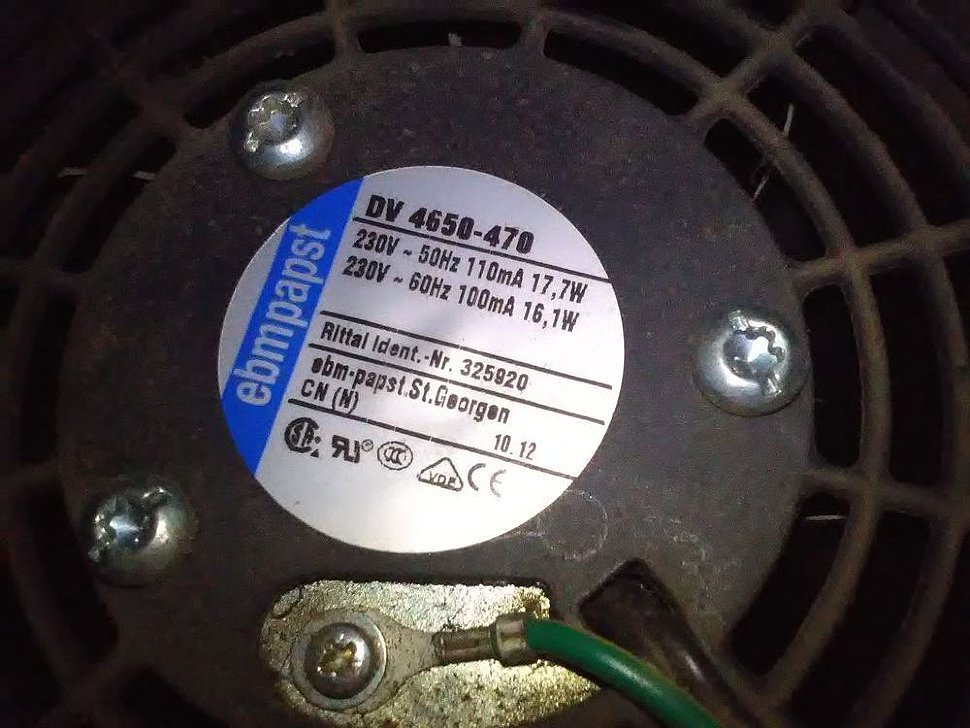 ebmpapst
DV 4650-470
230V ~ 50Hz 110mA 17,7W
230V ~ 60Hz 100mA 16,1W
Rittal Ident.-Nr. 325920
ebm-papst.St.Georgen
CN (N) 10.12
VDE CE